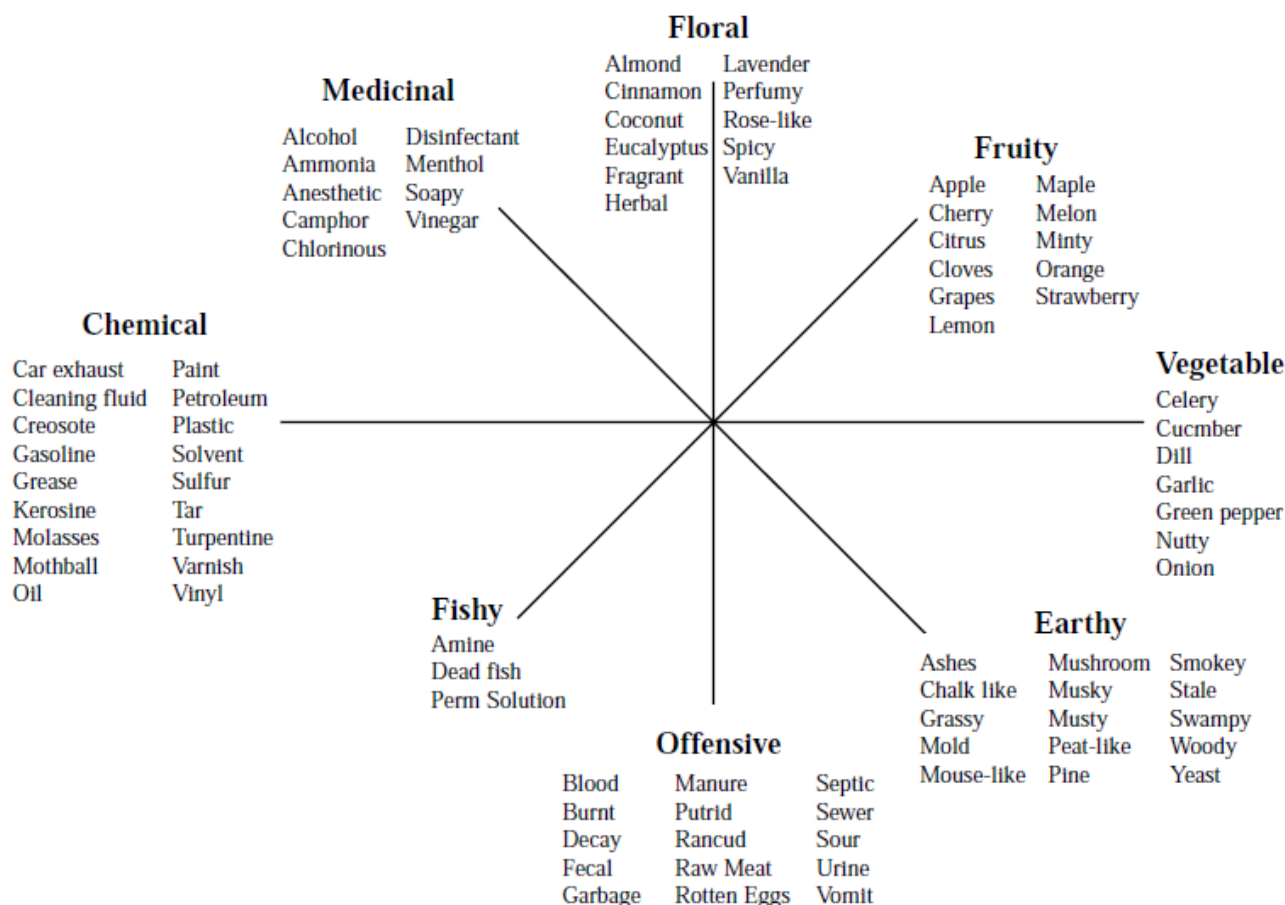 Floral
Almond Lavender
Cinnamon Perfumy
Coconut Rose-like
Eucalyptus Spicy
Fragrant Vanilla
Herbal
Medicinal
Alcohol Disinfectant
Ammonia Menthol
Anesthetic Soapy
Camphor Vinegar
Chlorinous
Fruity
Apple Maple
Cherry Melon
Citrus Minty
Cloves Orange
Grapes Strawberry
Lemon
Chemical
Car exhaust Paint
Cleaning fluid Petroleum
Creosote Plastic
Gasoline Solvent
Grease Sulfur
Kerosine Tar
Molasses Turpentine
Mothball Varnish
Oil Vinyl
Vegetable
Celery
Cucmber
Dill
Garlic
Green pepper
Nutty
Onion
Fishy
Amine
Dead fish
Perm Solution
Earthy
Ashes Mushroom Smokey
Chalk like Musky Stale
Grassy Musty Swampy
Mold Peat-like Woody
Mouse-like Pine Yeast
Offensive
Blood Manure Septic
Burnt Putrid Sewer
Decay Rancud Sour
Fecal Raw Meat Urine
Garbage Rotten Eggs Vomit